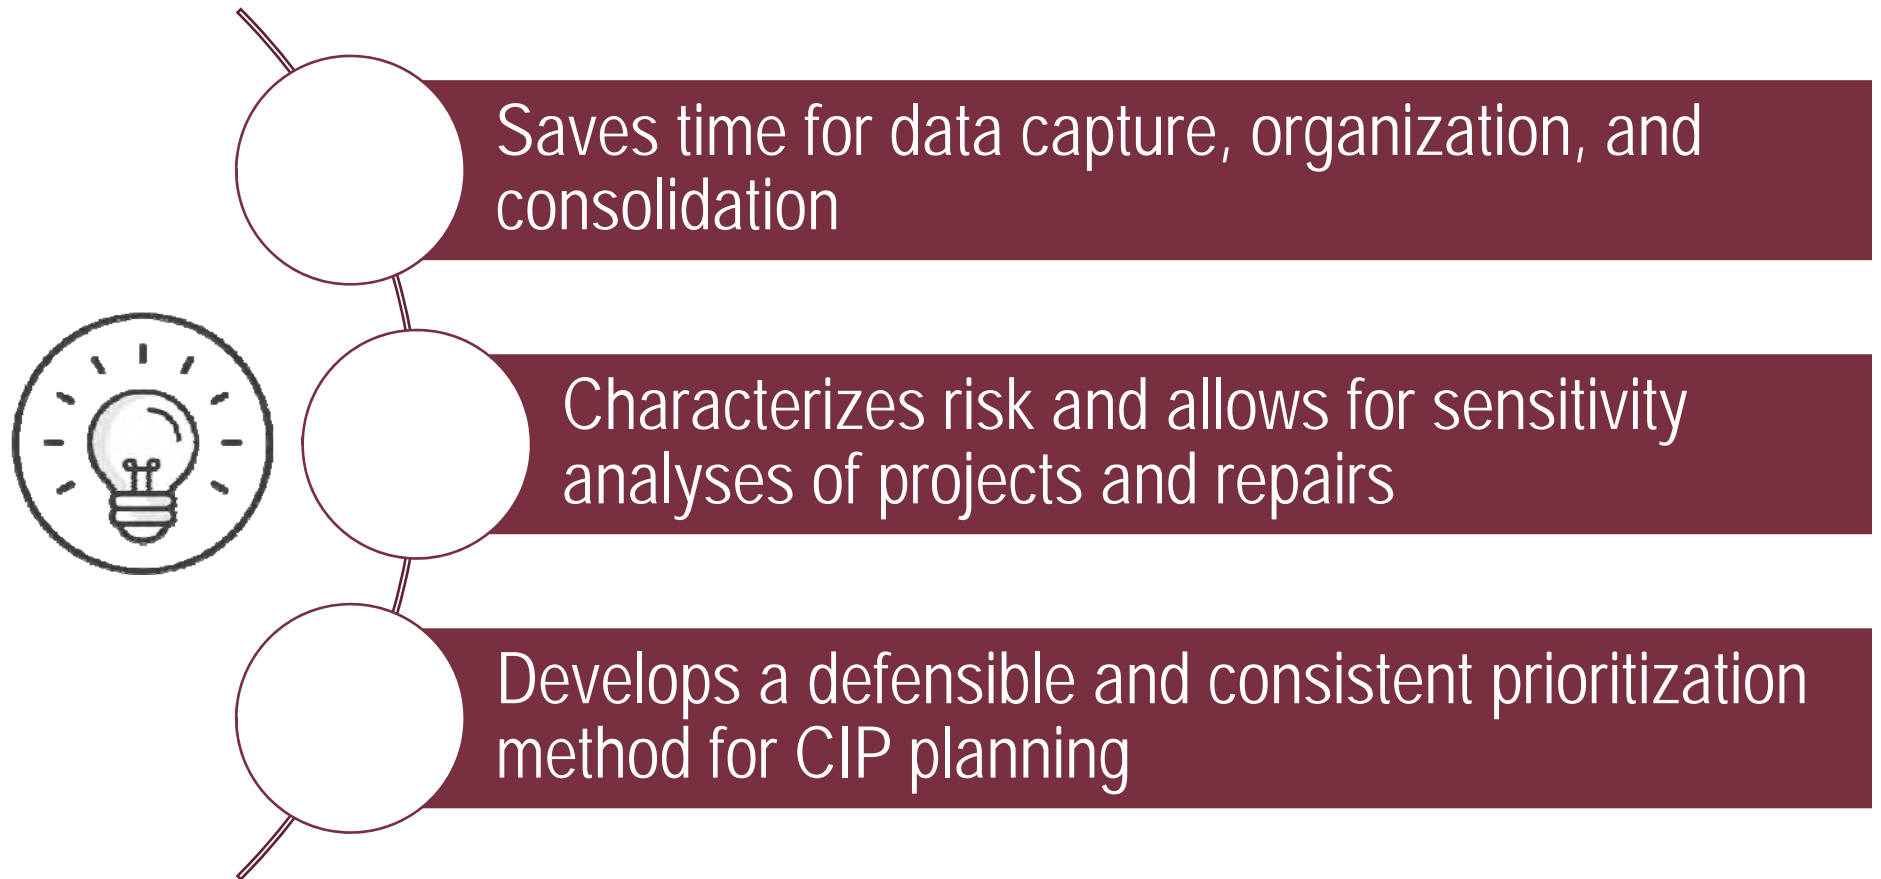 Saves time for data capture, organization, and
consolidation
Characterizes risk and allows for sensitivity
analyses of projects and repairs
Develops a defensible and consistent prioritization
method for CIP planning